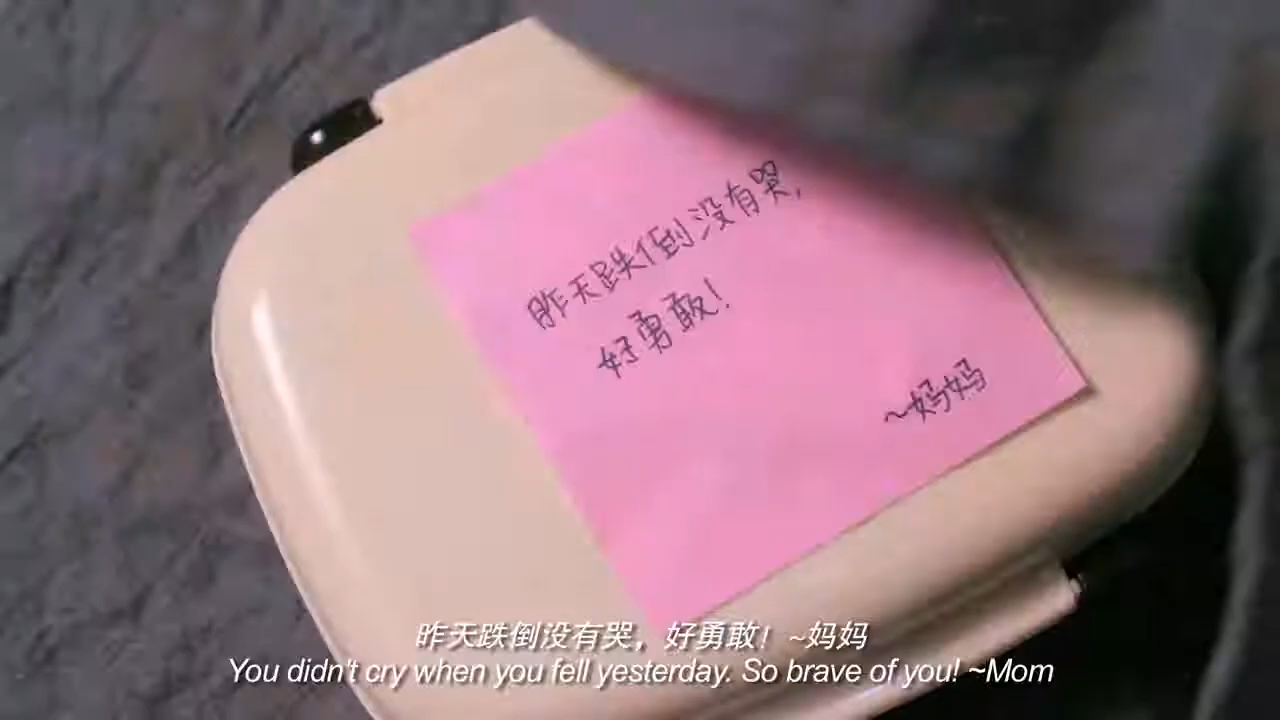 昨天跌倒没有哭,
好勇敢!
~妈妈
昨天跌倒没有哭，好勇敢！~妈妈
You didn't cry when you fell yesterday. So brave of you! ~Mom